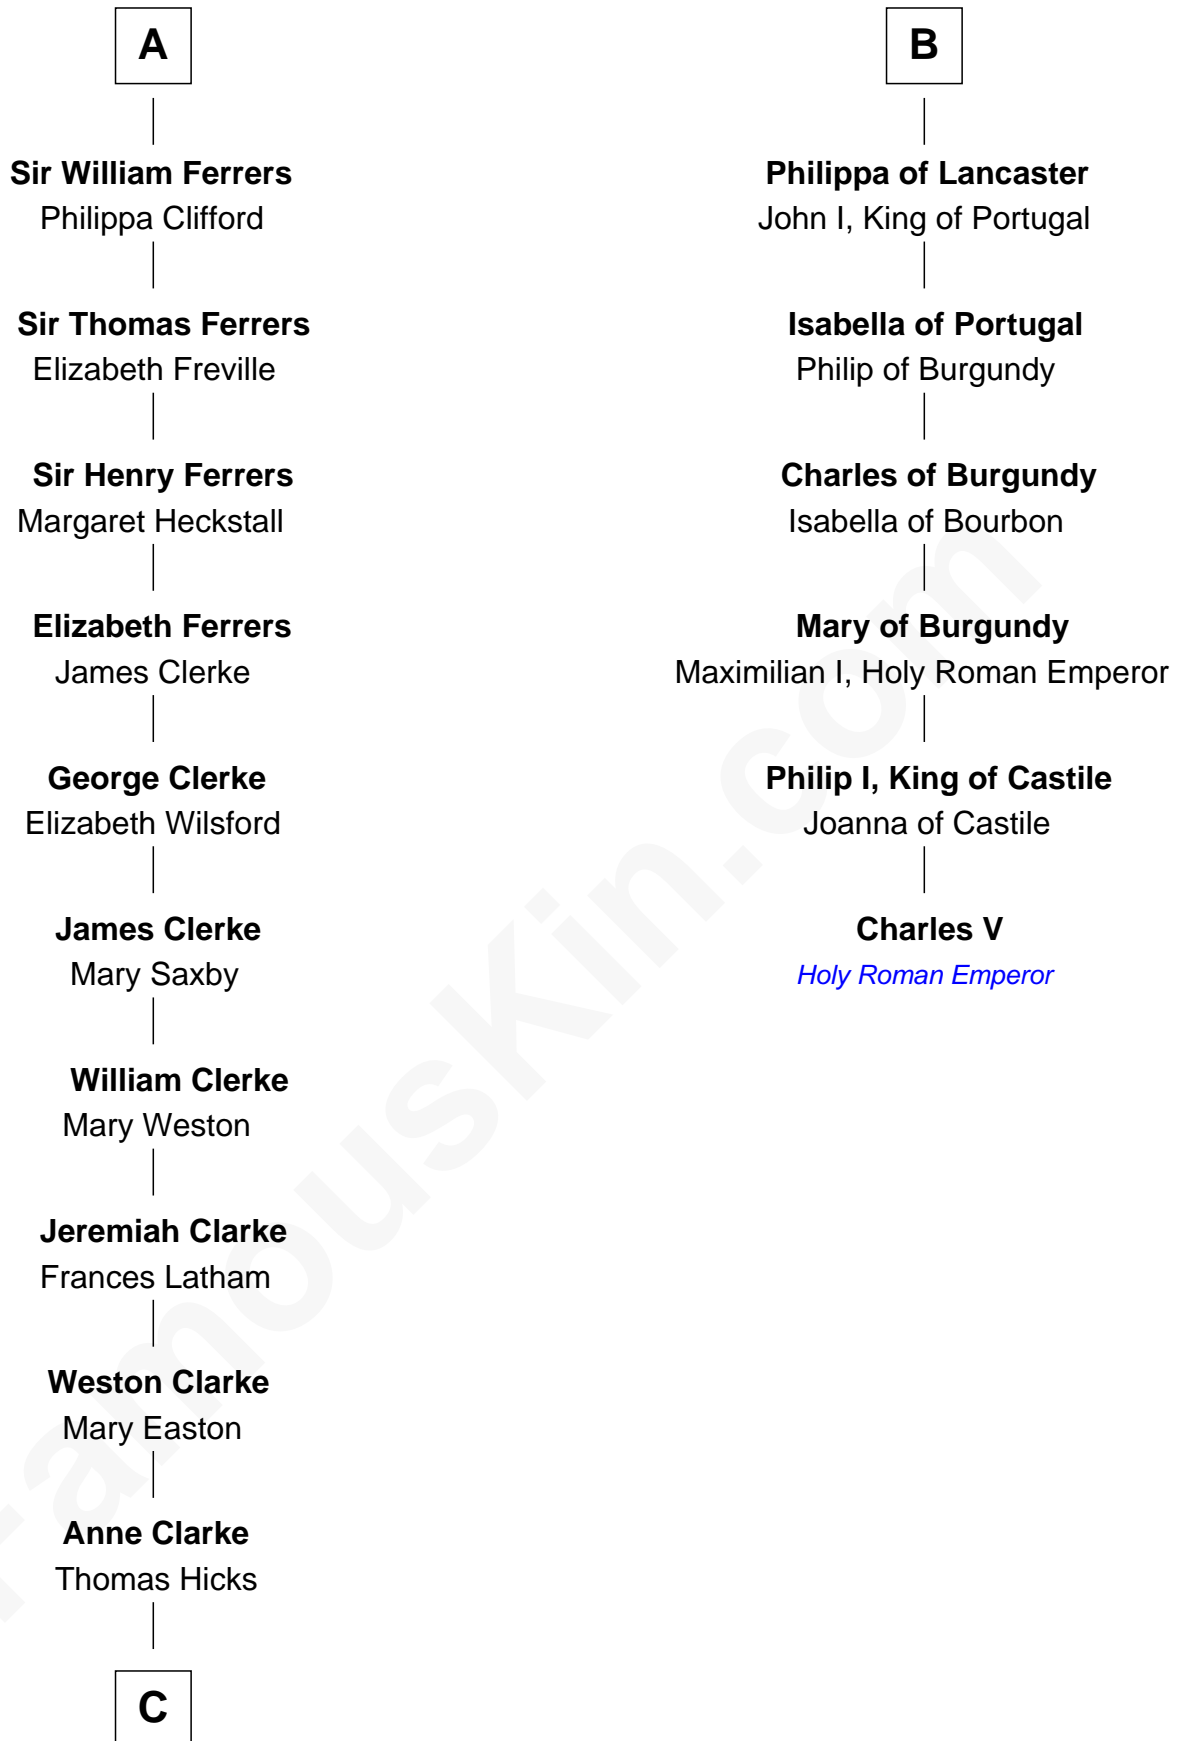 A
Sir William Ferrers
Philippa Clifford
Sir Thomas Ferrers
Elizabeth Freville
Sir Henry Ferrers
Margaret Heckstall
Elizabeth Ferrers
James Clerke
George Clerke
Elizabeth Wilsford
James Clerke
Mary Saxby
William Clerke
Mary Weston
Jeremiah Clarke
Frances Latham
Weston Clarke
Mary Easton
Anne Clarke
Thomas Hicks
C
B
Philippa of Lancaster
John I, King of Portugal
Isabella of Portugal
Philip of Burgundy
Charles of Burgundy
Isabella of Bourbon
Mary of Burgundy
Maximilian I, Holy Roman Emperor
Philip I, King of Castile
Joanna of Castile
Charles V
Holy Roman Emperor
FamousKin.com